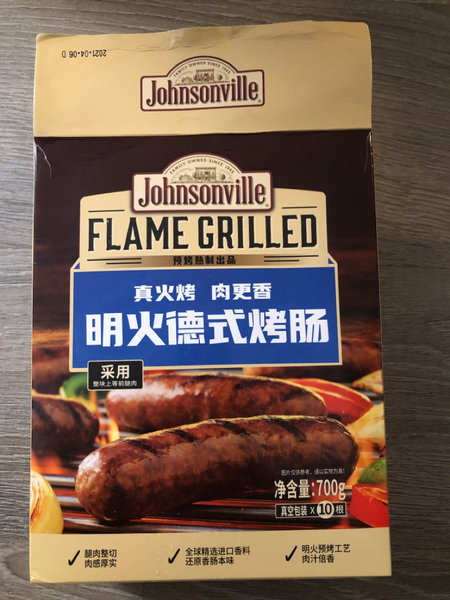 2021·04·06 D
FAMILY OWNED SINCE 1945
Johnsonville
FAMILY OWNED SINCE 1945
Johnsonville
FLAME GRILLED
预烤熟制出品
真火烤 肉更香
明火德式烤肠
采用
整块上等前腿肉
图片仅供参考，请以实物为准！
净含量:700g
真空包装 x 10根
✓ 腿肉整切
肉感厚实
✓ 全球精选进口香料
还原香肠本味
✓ 明火预烤工艺
肉汁倍香